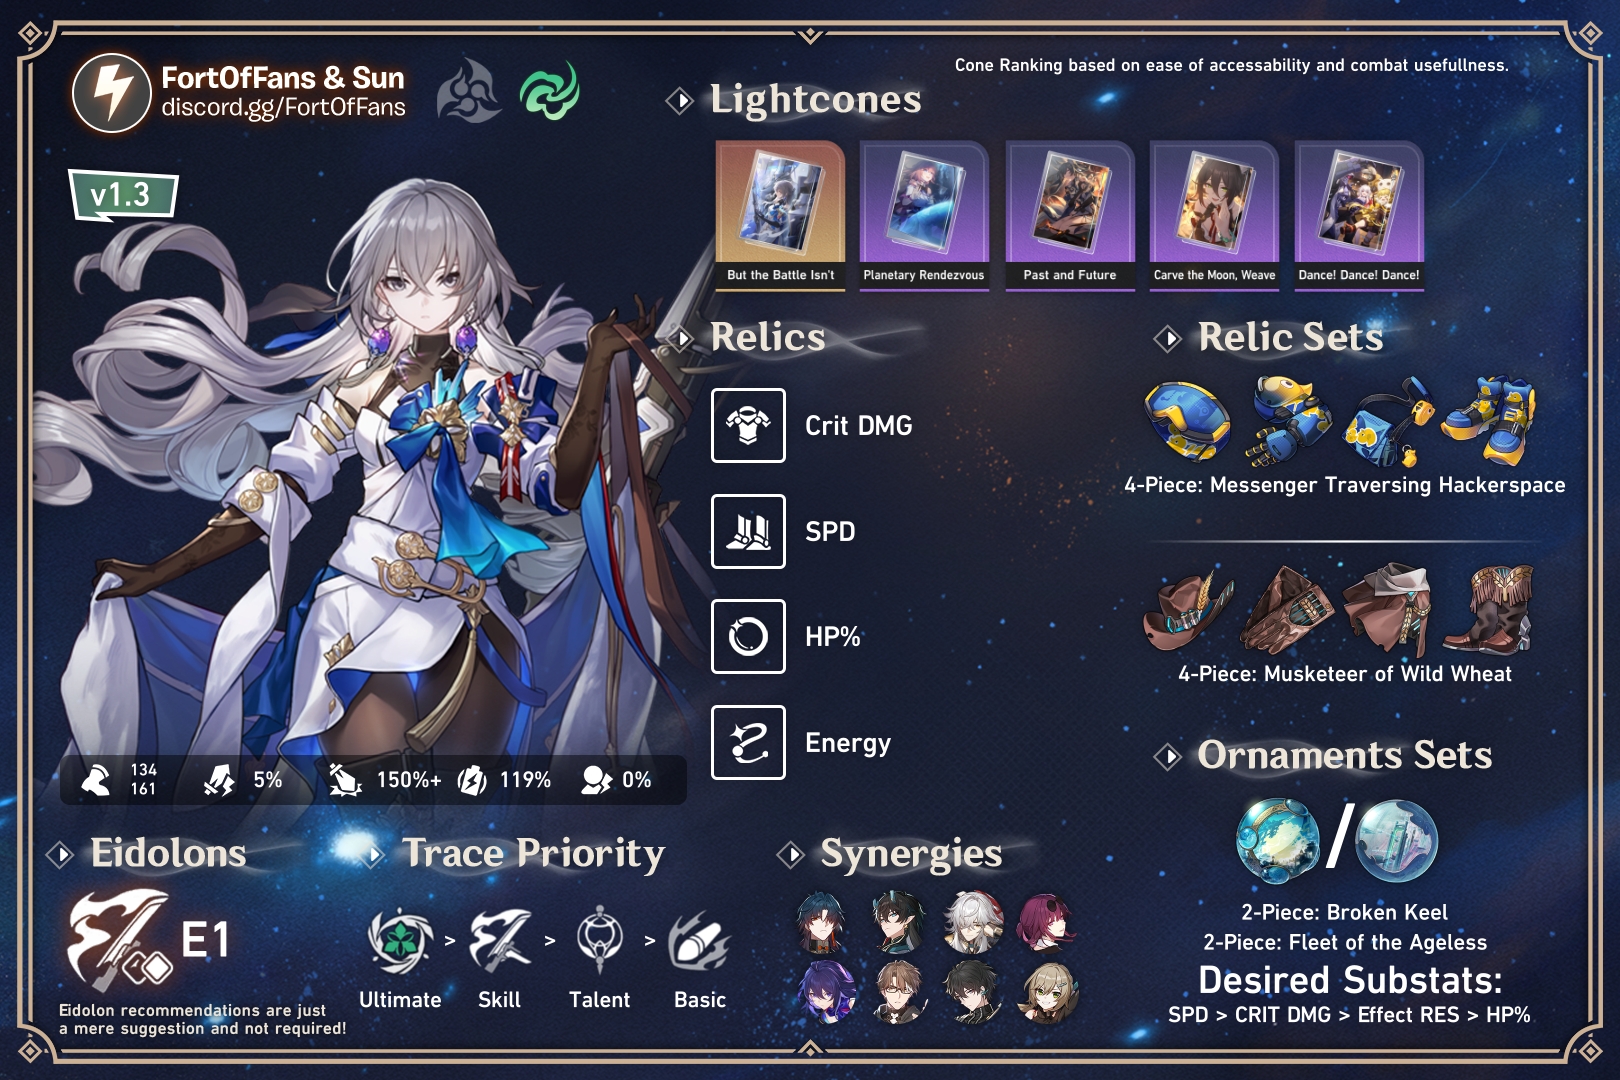 FortOfFans & Sun
discord.gg/FortOfFans
v1.3
Cone Ranking based on ease of accessability and combat usefullness.
Lightcones
But the Battle Isn't
Planetary Rendezvous
Past and Future
Carve the Moon, Weave
Dance! Dance! Dance!
Relics
Crit DMG
SPD
HP%
Energy
Relic Sets
4-Piece: Messenger Traversing Hackerspace
4-Piece: Musketeer of Wild Wheat
Ornaments Sets
/
2-Piece: Broken Keel
2-Piece: Fleet of the Ageless
Desired Substats:
SPD > CRIT DMG > Effect RES > HP%
134
161
5%
150%+
119%
0%
Eidolons
E1
Eidolon recommendations are just
a mere suggestion and not required!
Trace Priority
> > >
Ultimate Skill Talent Basic
Synergies